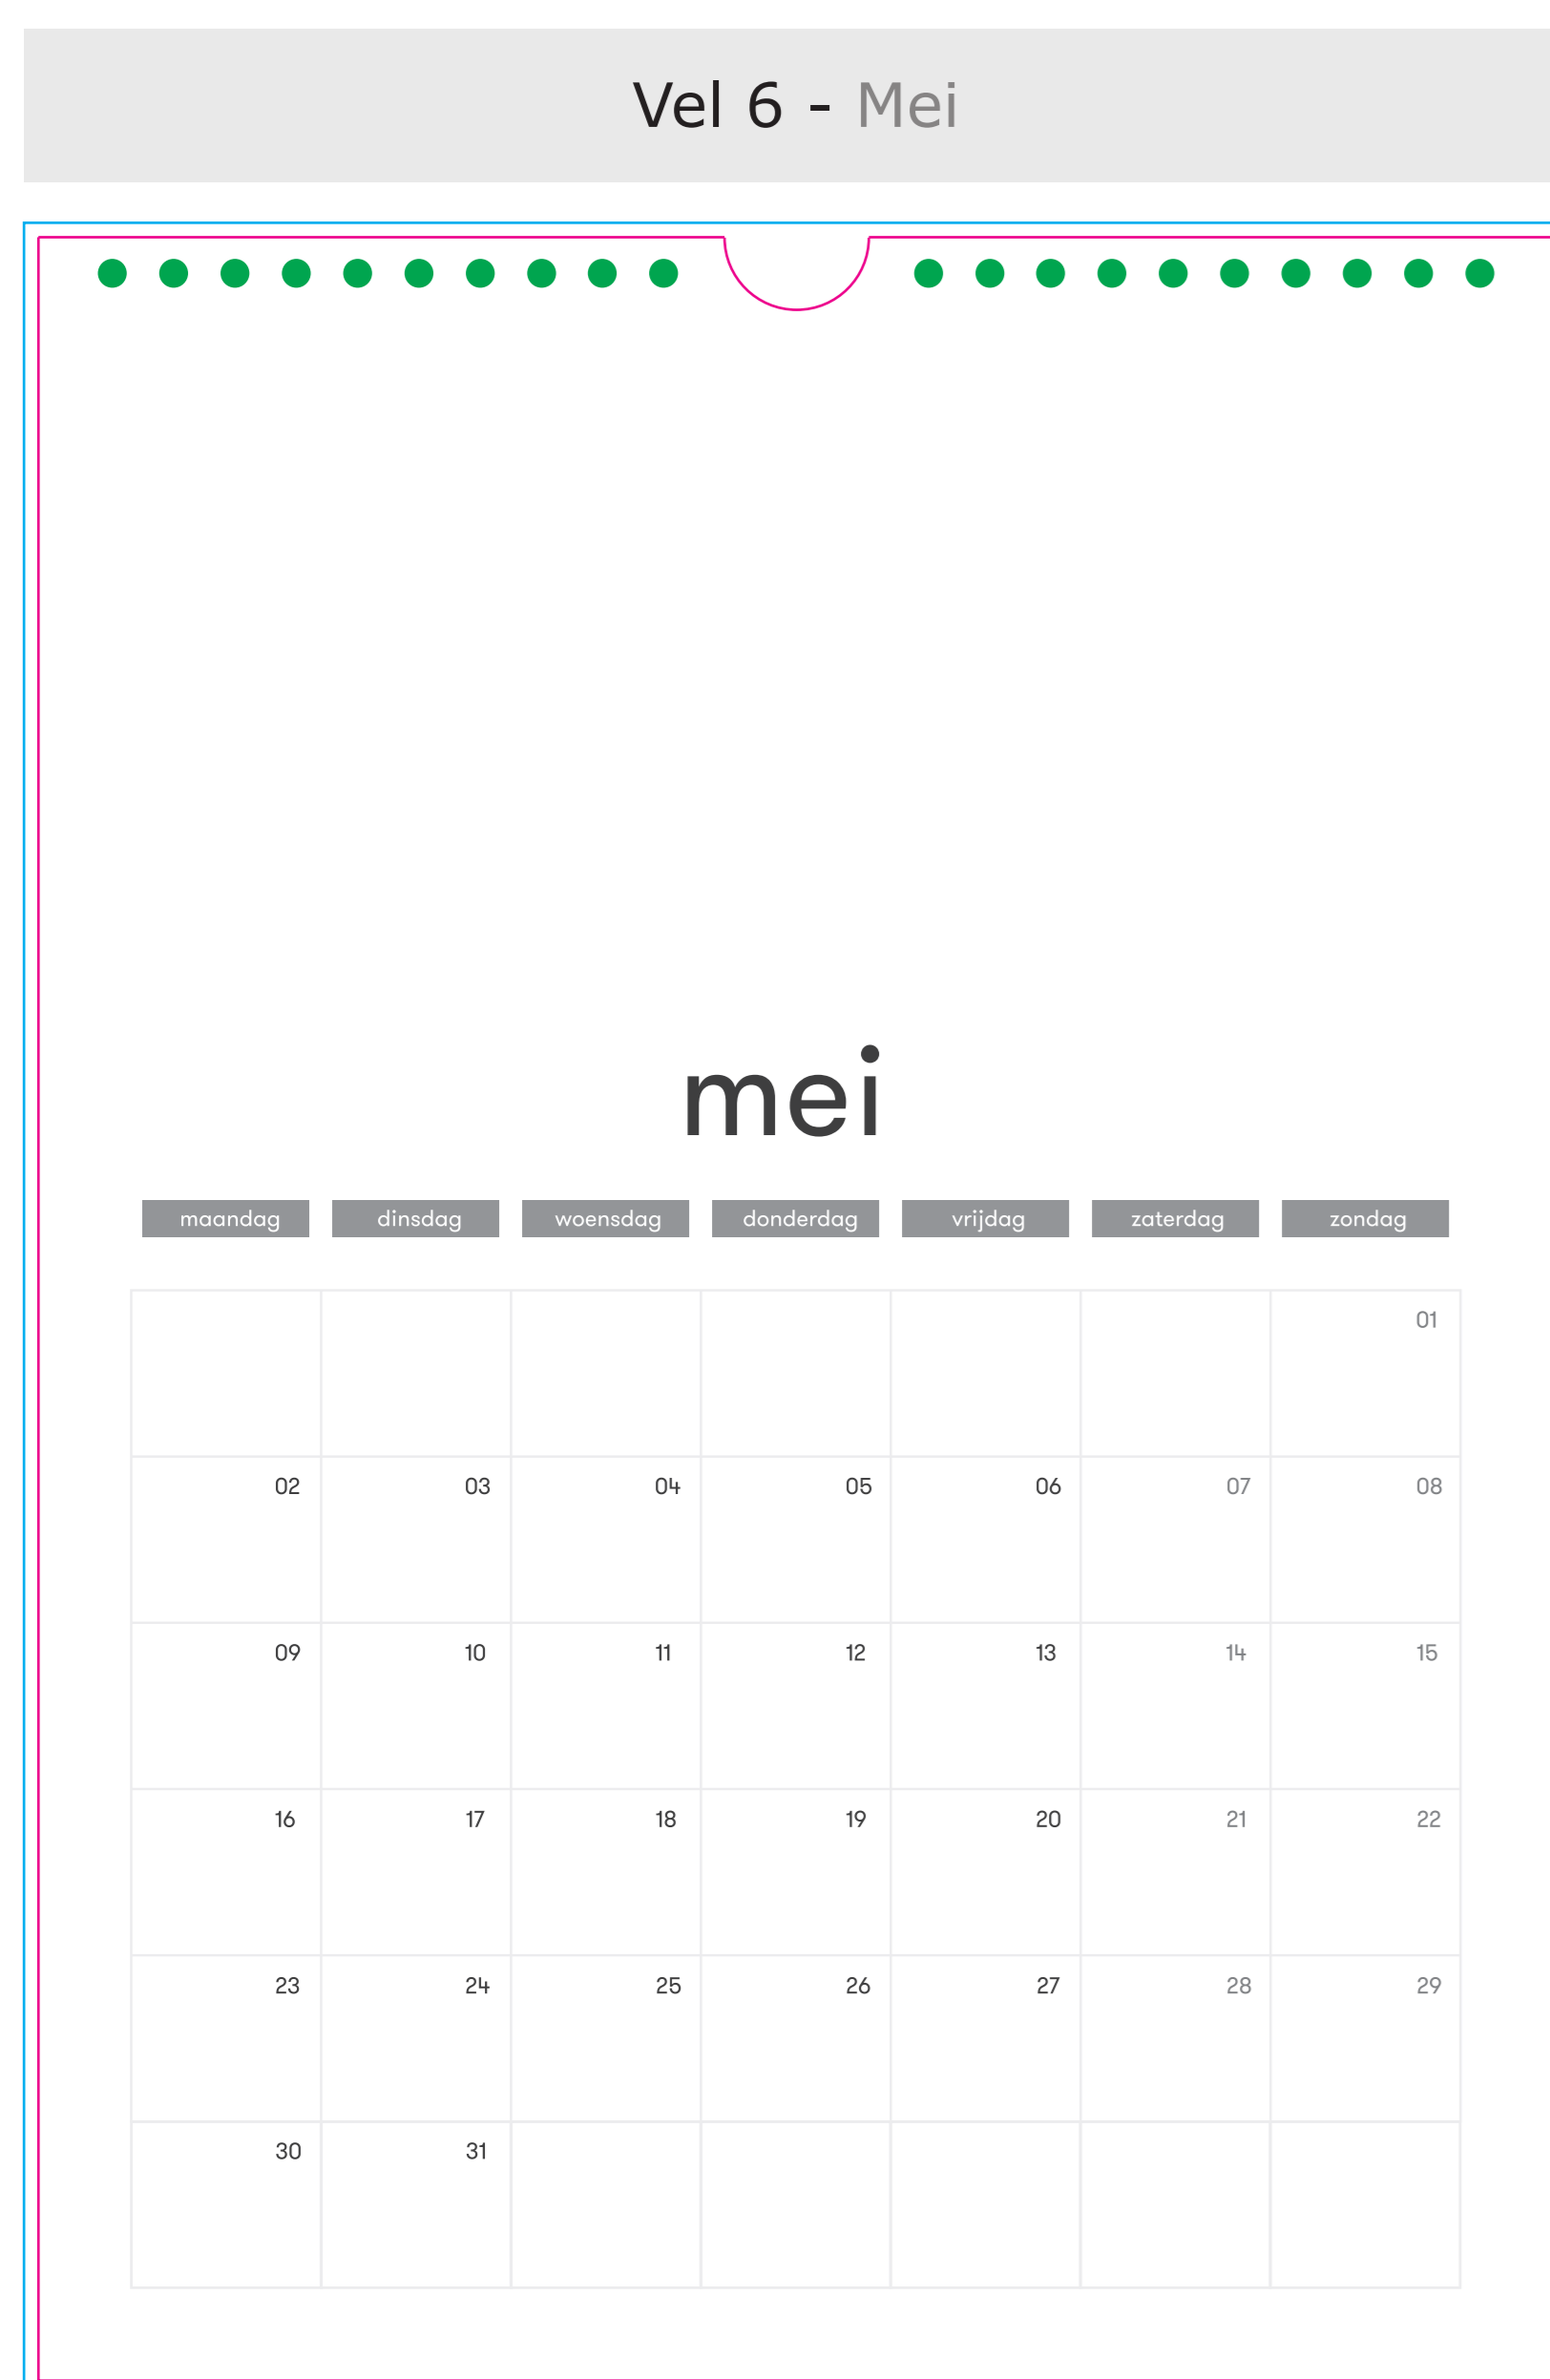 Vel 6 - Mei
mei
maandag dinsdag woensdag donderdag vrijdag zaterdag zondag
01
02 03 04 05 06 07 08
09 10 11 12 13 14 15
16 17 18 19 20 21 22
23 24 25 26 27 28 29
30 31